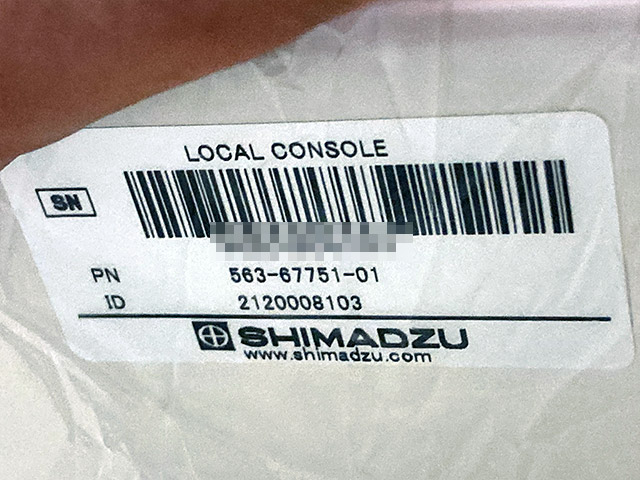 LOCAL CONSOLE
SN
PN 563-67751-01
ID 2120008103
SHIMADZU
www.shimadzu.com